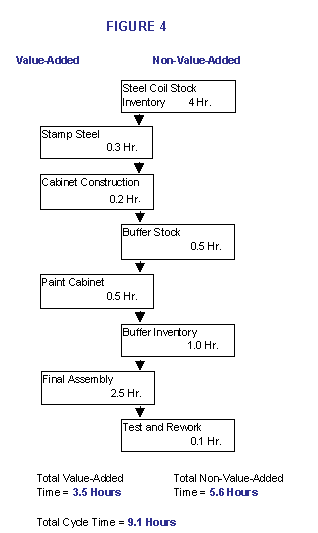 FIGURE 4
Value-Added Non-Value-Added
Steel Coil Stock
Inventory 4 Hr.
Stamp Steel
0.3 Hr.
Cabinet Construction
0.2 Hr.
Buffer Stock
0.5 Hr.
Paint Cabinet
0.5 Hr.
Buffer Inventory
1.0 Hr.
Final Assembly
2.5 Hr.
Test and Rework
0.1 Hr.
Total Value-Added
Time = 3.5 Hours
Total Non-Value-Added
Time = 5.6 Hours
Total Cycle Time = 9.1 Hours